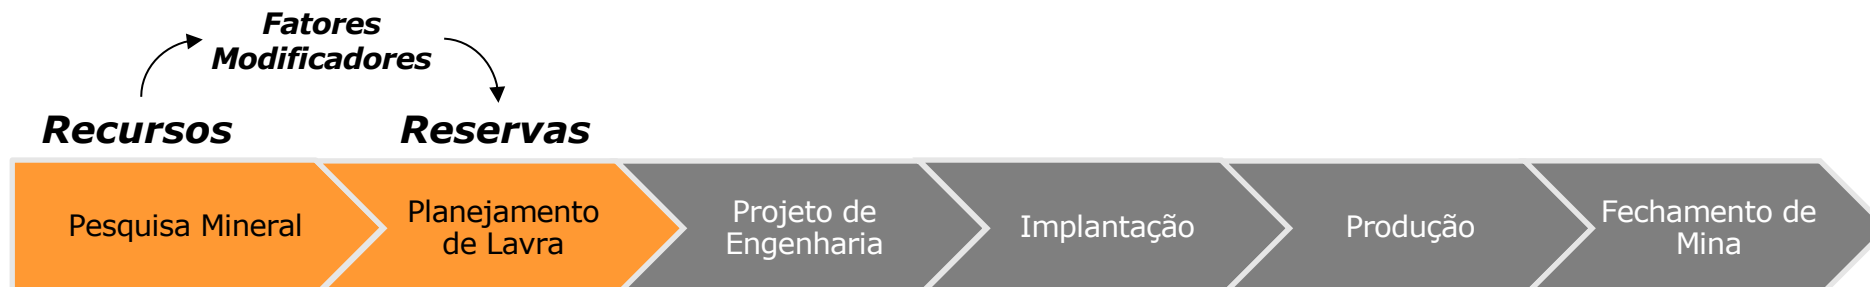 Fatores
Modificadores
Recursos
Reservas
Pesquisa Mineral
Planejamento
de Lavra
Projeto de
Engenharia
Implantação
Produção
Fechamento de
Mina